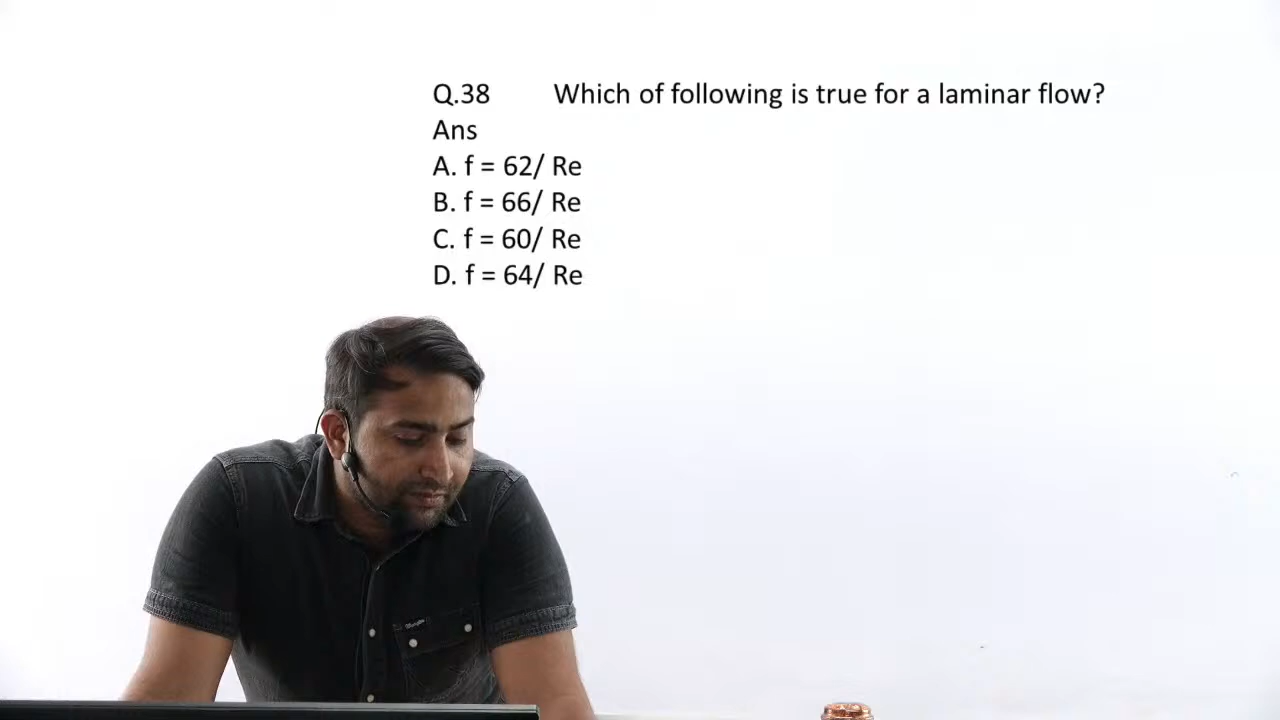 Q.38 Which of following is true for a laminar flow?
Ans
A. f = 62/ Re
B. f = 66/ Re
C. f = 60/ Re
D. f = 64/ Re